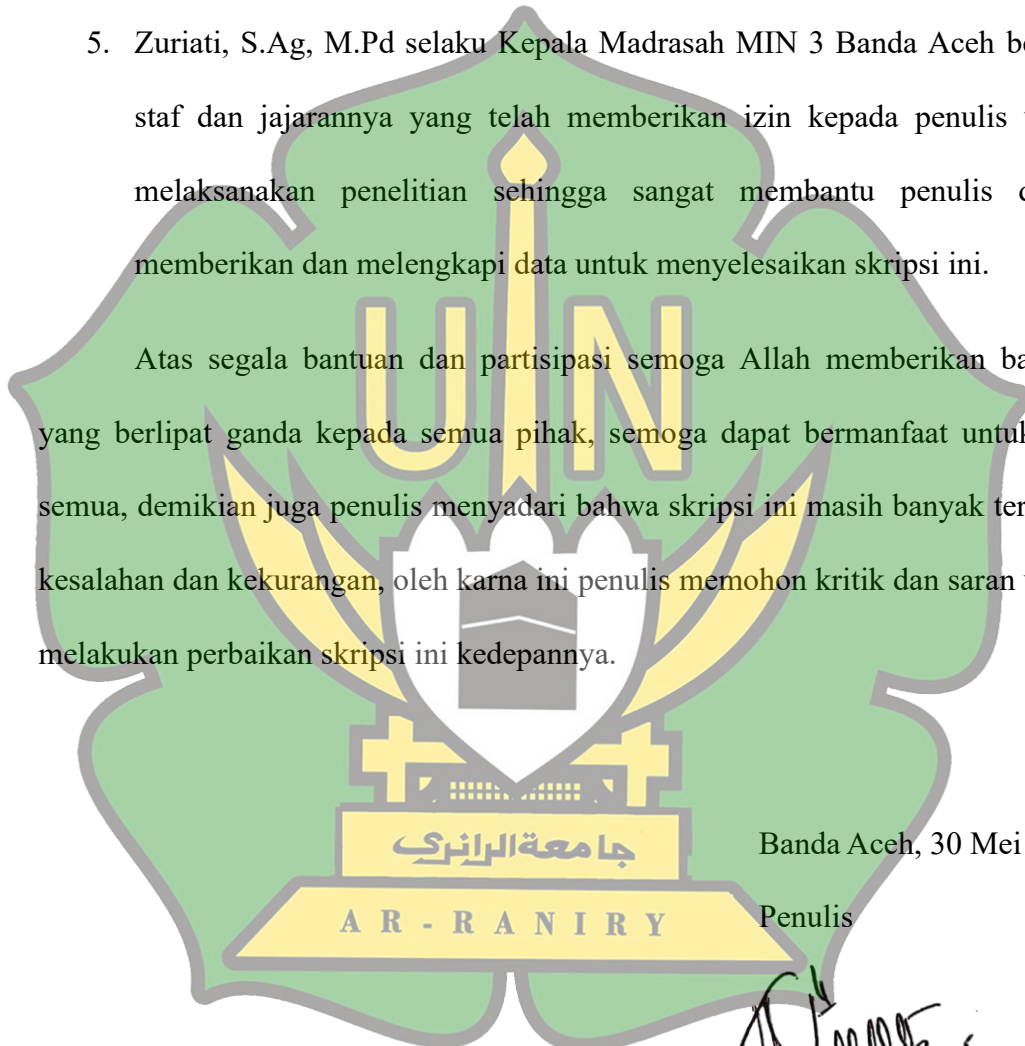 5. Zuriati, S.Ag, M.Pd selaku Kepala Madrasah MIN 3 Banda Aceh
staf dan jajarannya yang telah memberikan izin kepada penulis
melaksanakan penelitian sehingga sangat membantu penulis
memberikan dan melengkapi data untuk menyelesaikan skripsi ini.
Atas segala bantuan dan partisipasi semoga Allah memberikan
yang berlipat ganda kepada semua pihak, semoga dapat bermanfaat untuk
semua, demikian juga penulis menyadari bahwa skripsi ini masih banyak
kesalahan dan kekurangan, oleh karna ini penulis memohon kritik dan saran
melakukan perbaikan skripsi ini kedepannya.
Banda Aceh, 30 Mei
Penulis
UIN
جامعة الرانري
AR-RANIRY